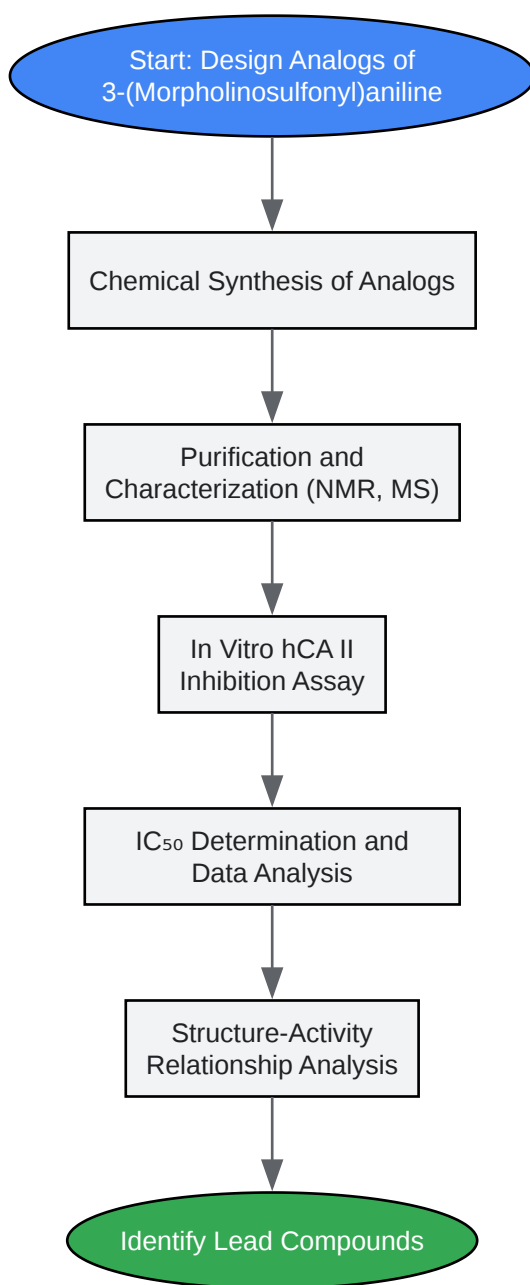 Start: Design Analogs of
3-(Morpholinosulfonyl)aniline
Chemical Synthesis of Analogs
Purification and
Characterization (NMR, MS)
In Vitro hCA II
Inhibition Assay
IC₅₀ Determination and
Data Analysis
Structure-Activity
Relationship Analysis
Identify Lead Compounds